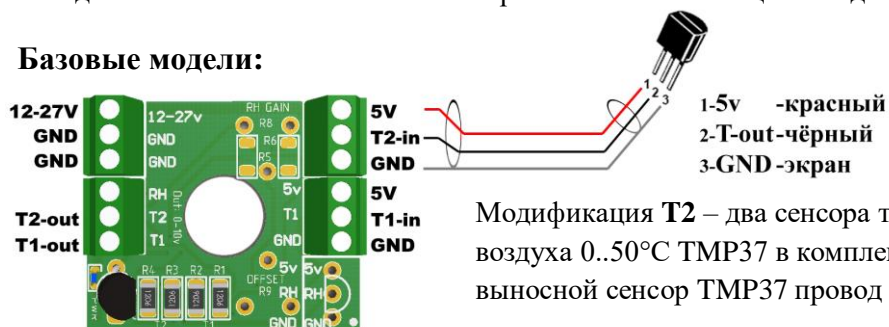 Базовые модели:
12-27V
GND
GND
T2-out
T1-out
12-27v
GND
GND
RH
T2
T1
Out: 0-10v
RH GAIN
R8
R6
R5
5v
T1
GND
5V
T2-in
GND
5V
T1-in
GND
R4 R3 R2 R1
OFFSET
R9
5v 5v
RH RH
GND GND
T2 T1
1
2
3
1-5v -красный
2-T-out-чёрный
3-GND-экран
Модификация T2 – два сенсора
воздуха 0..50°C TMP37 в
выносной сенсор TMP37 провод